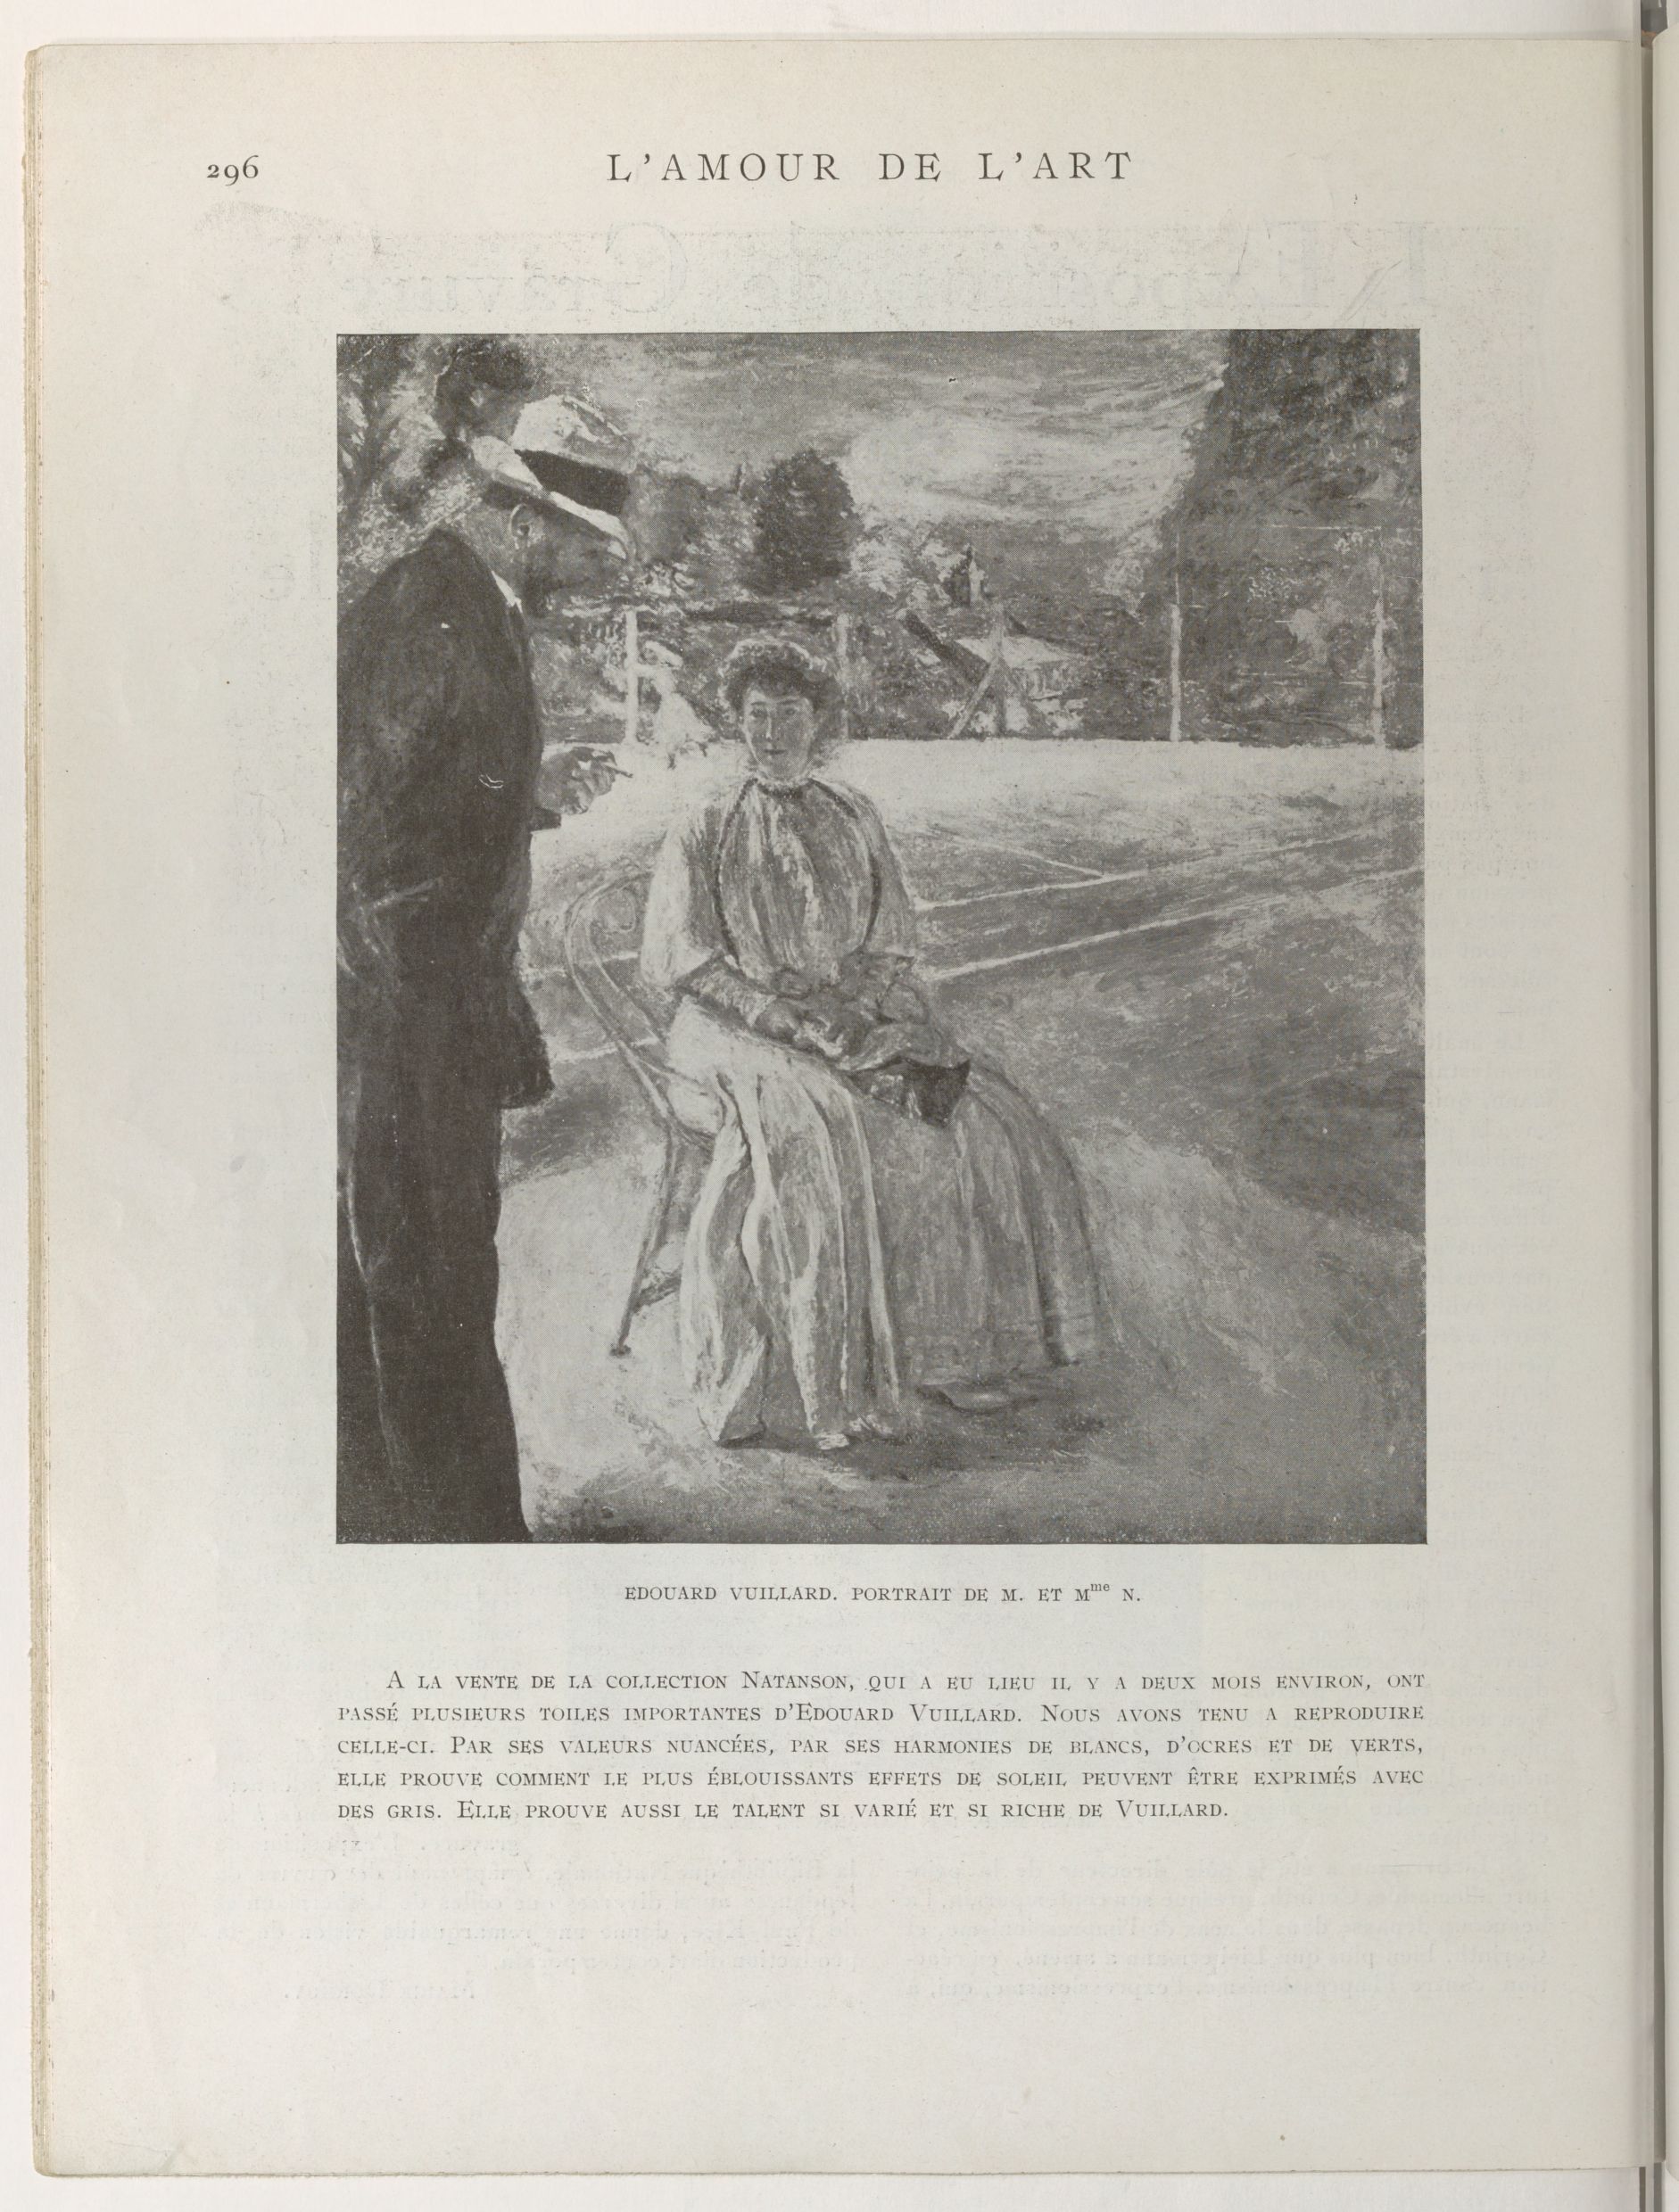 296
L'AMOUR DE L'ART
EDOUARD VUILLARD. PORTRAIT DE M. ET Mme N.
A LA VENTE DE LA COLLECTION NATANSON, QUI A EU LIEU IL Y A DEUX MOIS ENVIRON, ONT
PASSÉ PLUSIEURS TOILES IMPORTANTES D'EDOUARD VUILLARD. NOUS AVONS TENU A REPRODUIRE
CELLE-CI. PAR SES VALEURS NUANCÉES, PAR SES HARMONIES DE BLANCS, D'OCRES ET DE VERTS,
ELLE PROUVE COMMENT LE PLUS ÉBLOUISSANTS EFFETS DE SOLEIL PEUVENT ÊTRE EXPRIMÉS AVEC
DES GRIS. ELLE PROUVE AUSSI LE TALENT SI VARIÉ ET SI RICHE DE VUILLARD.